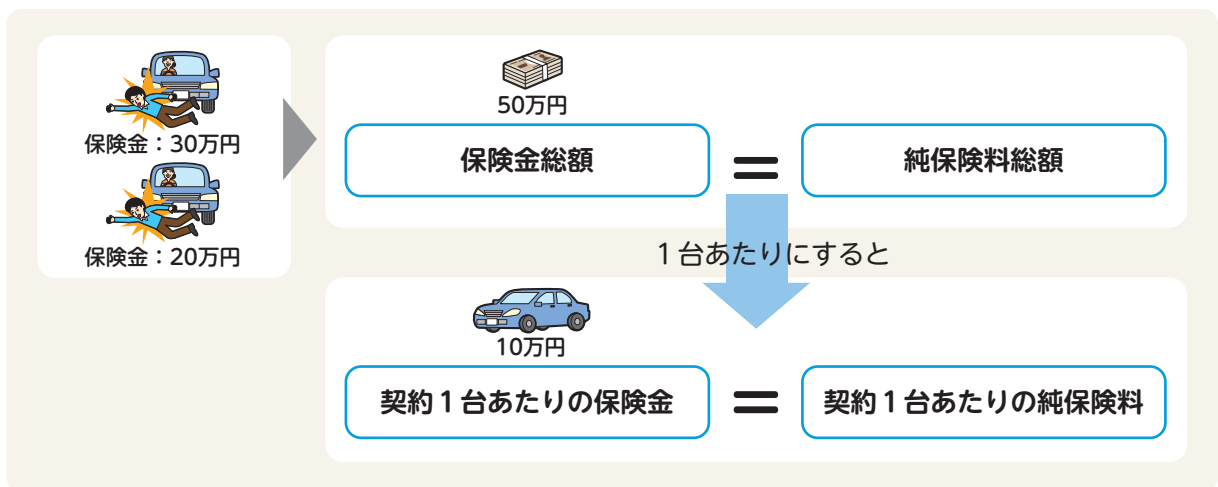 保険金：30万円
保険金：20万円
50万円
保険金総額
＝
純保険料総額
１台あたりにすると
10万円
契約１台あたりの保険金
＝
契約１台あたりの純保険料